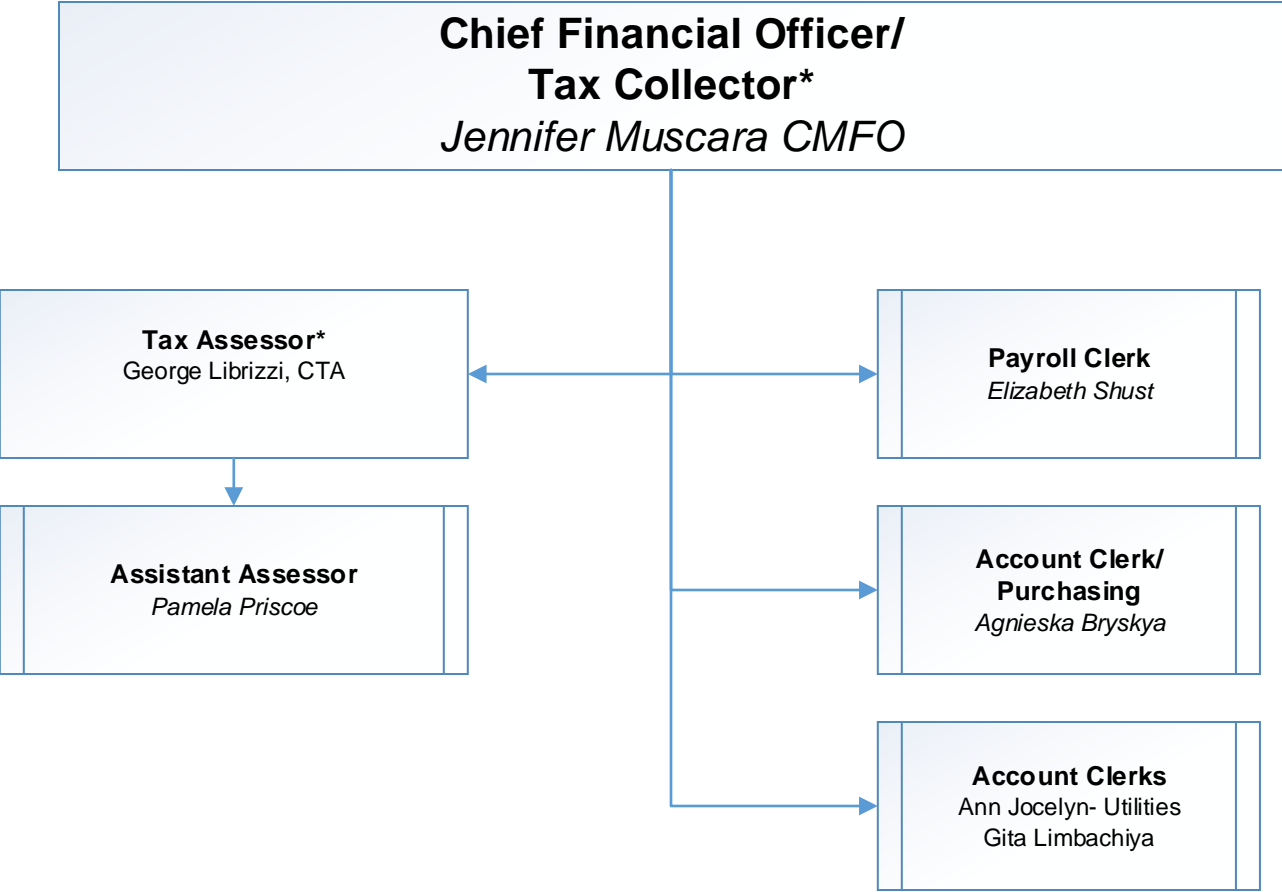 Chief Financial Officer/
Tax Collector*
Jennifer Muscara CMFO
Tax Assessor*
George Librizzi, CTA
Assistant Assessor
Pamela Priscoe
Payroll Clerk
Elizabeth Shust
Account Clerk/
Purchasing
Agnieska Bryskya
Account Clerks
Ann Jocelyn- Utilities
Gita Limbachiya